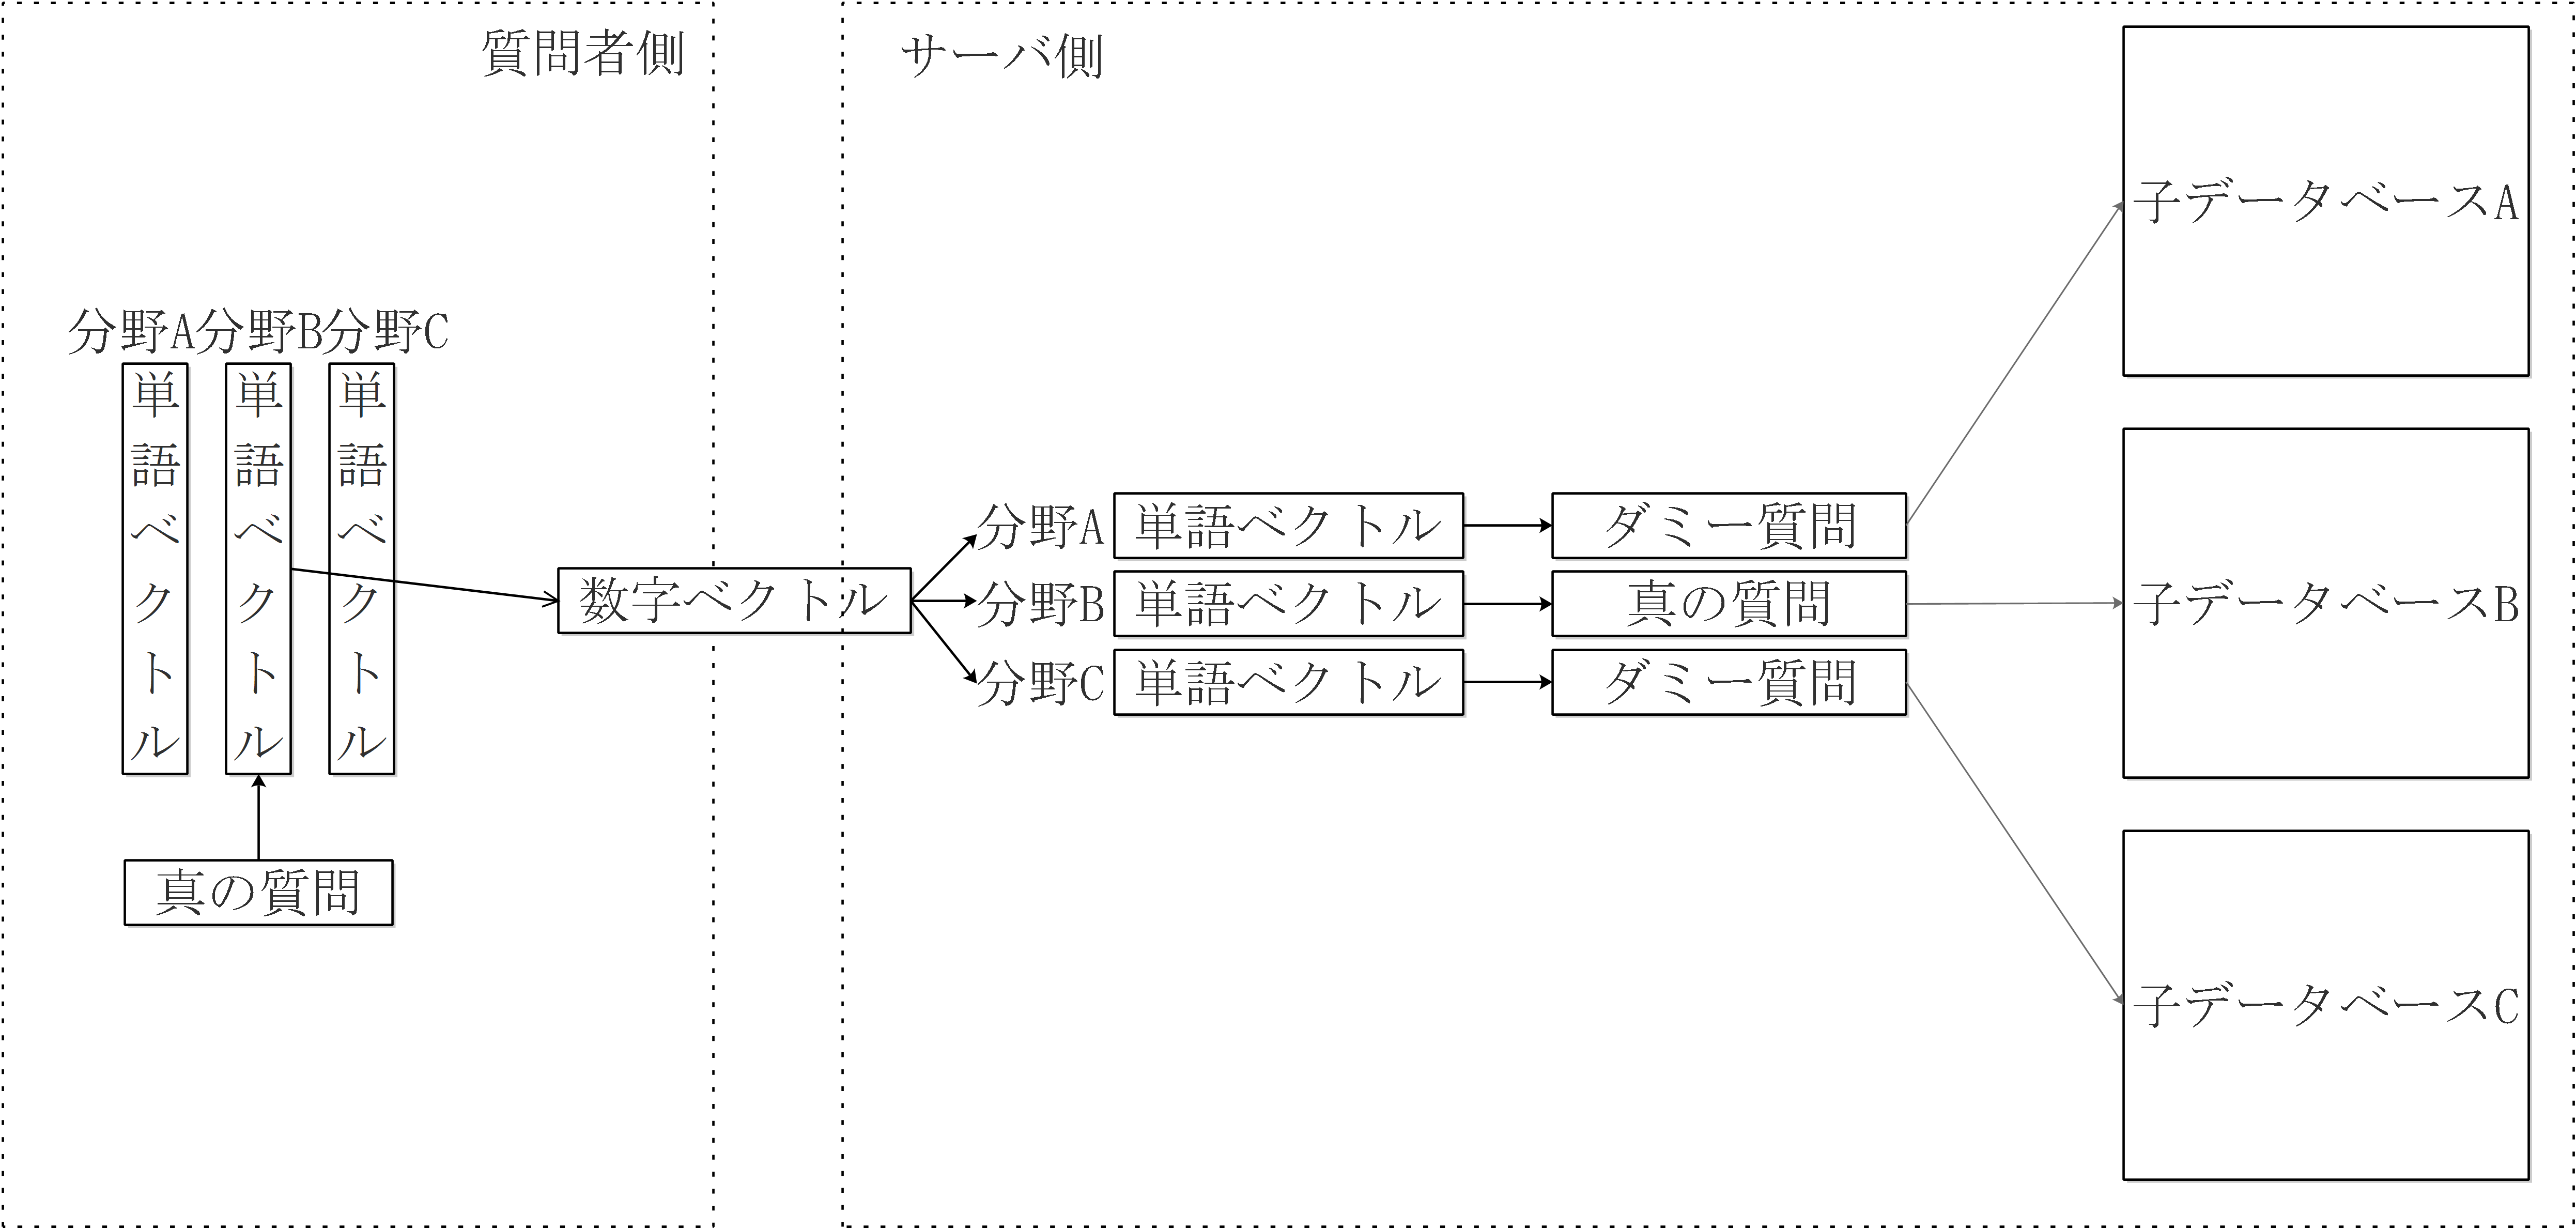 質問者側
分野A分野B分野C
単語ベクトル
単語ベクトル
単語ベクトル
真の質問
数字ベクトル
サーバ側
分野A
単語ベクトル
ダミー質問
分野B
単語ベクトル
真の質問
分野C
単語ベクトル
ダミー質問
子データベースA
子データベースB
子データベースC